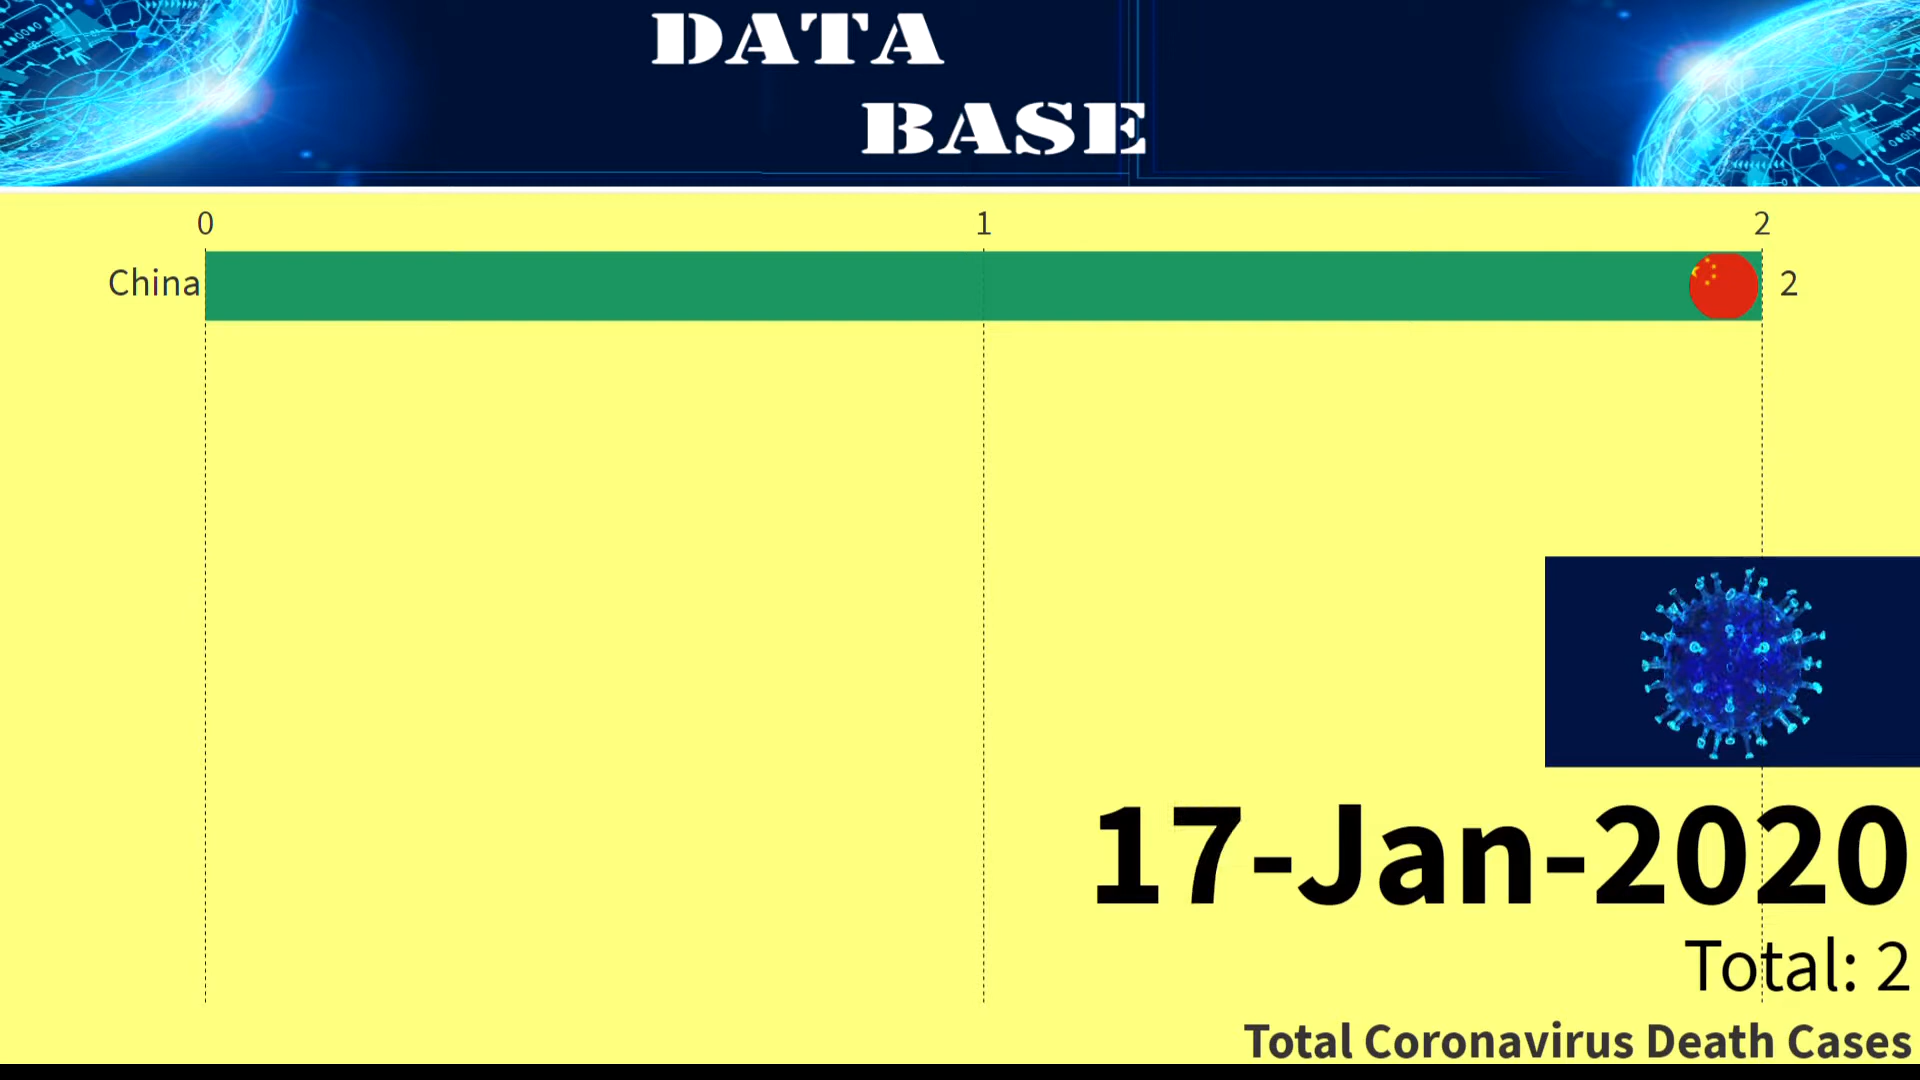 DATA
BASE
0 1 2
China 2
17-Jan-2020
Total: 2
Total Coronavirus Death Cases